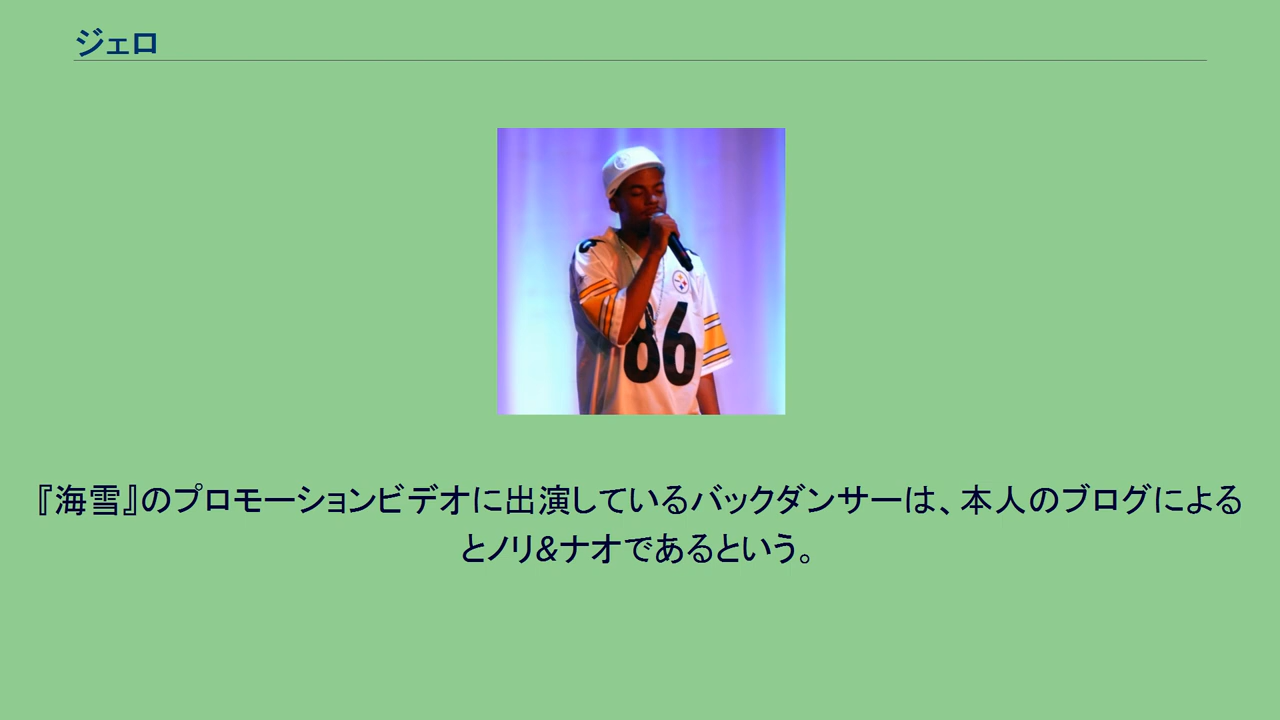 ジェロ
86
『海雪』のプロモーションビデオに出演しているバックダンサーは、本人のブログによる
とノリ&ナオであるという。